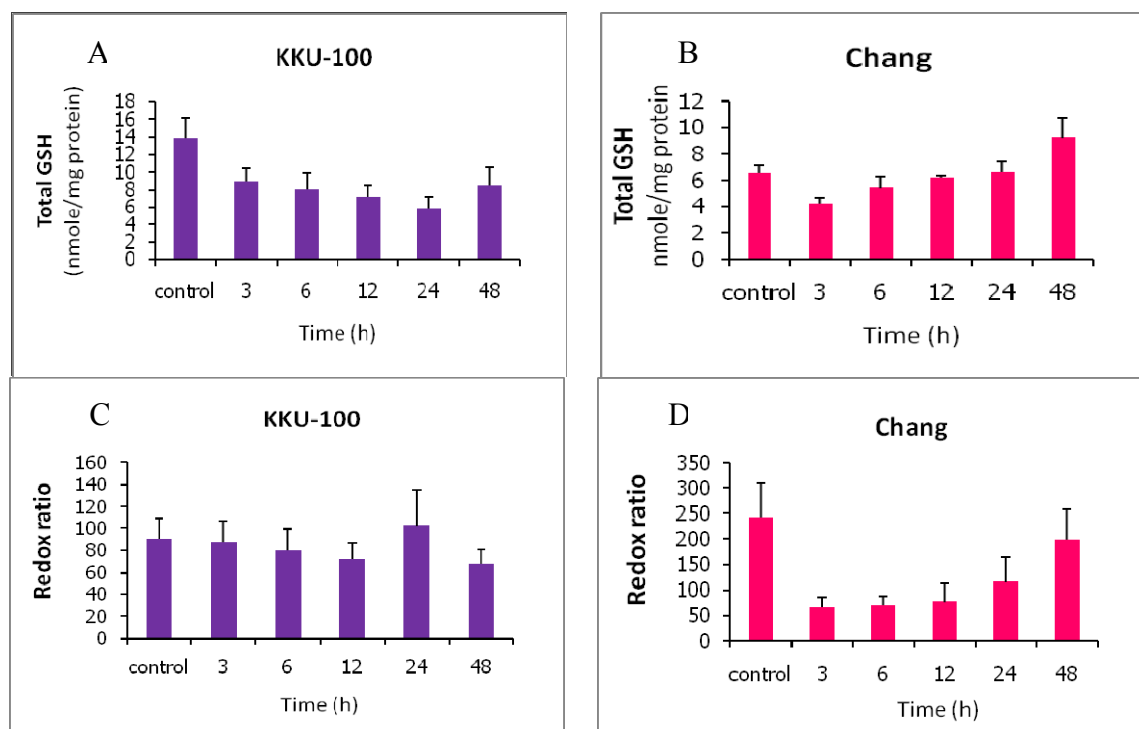 A
KKU-100
Total GSH
(nmole/mg protein)
18
16
14
12
10
8
6
4
2
0
control 3 6 12 24 48
Time (h)
B
Chang
Total GSH
nmole/mg protein
12
10
8
6
4
2
0
control 3 6 12 24 48
Time (h)
C
KKU-100
Redox ratio
160
140
120
100
80
60
40
20
0
control 3 6 12 24 48
Time (h)
D
Chang
Redox ratio
350
300
250
200
150
100
50
0
control 3 6 12 24 48
Time (h)